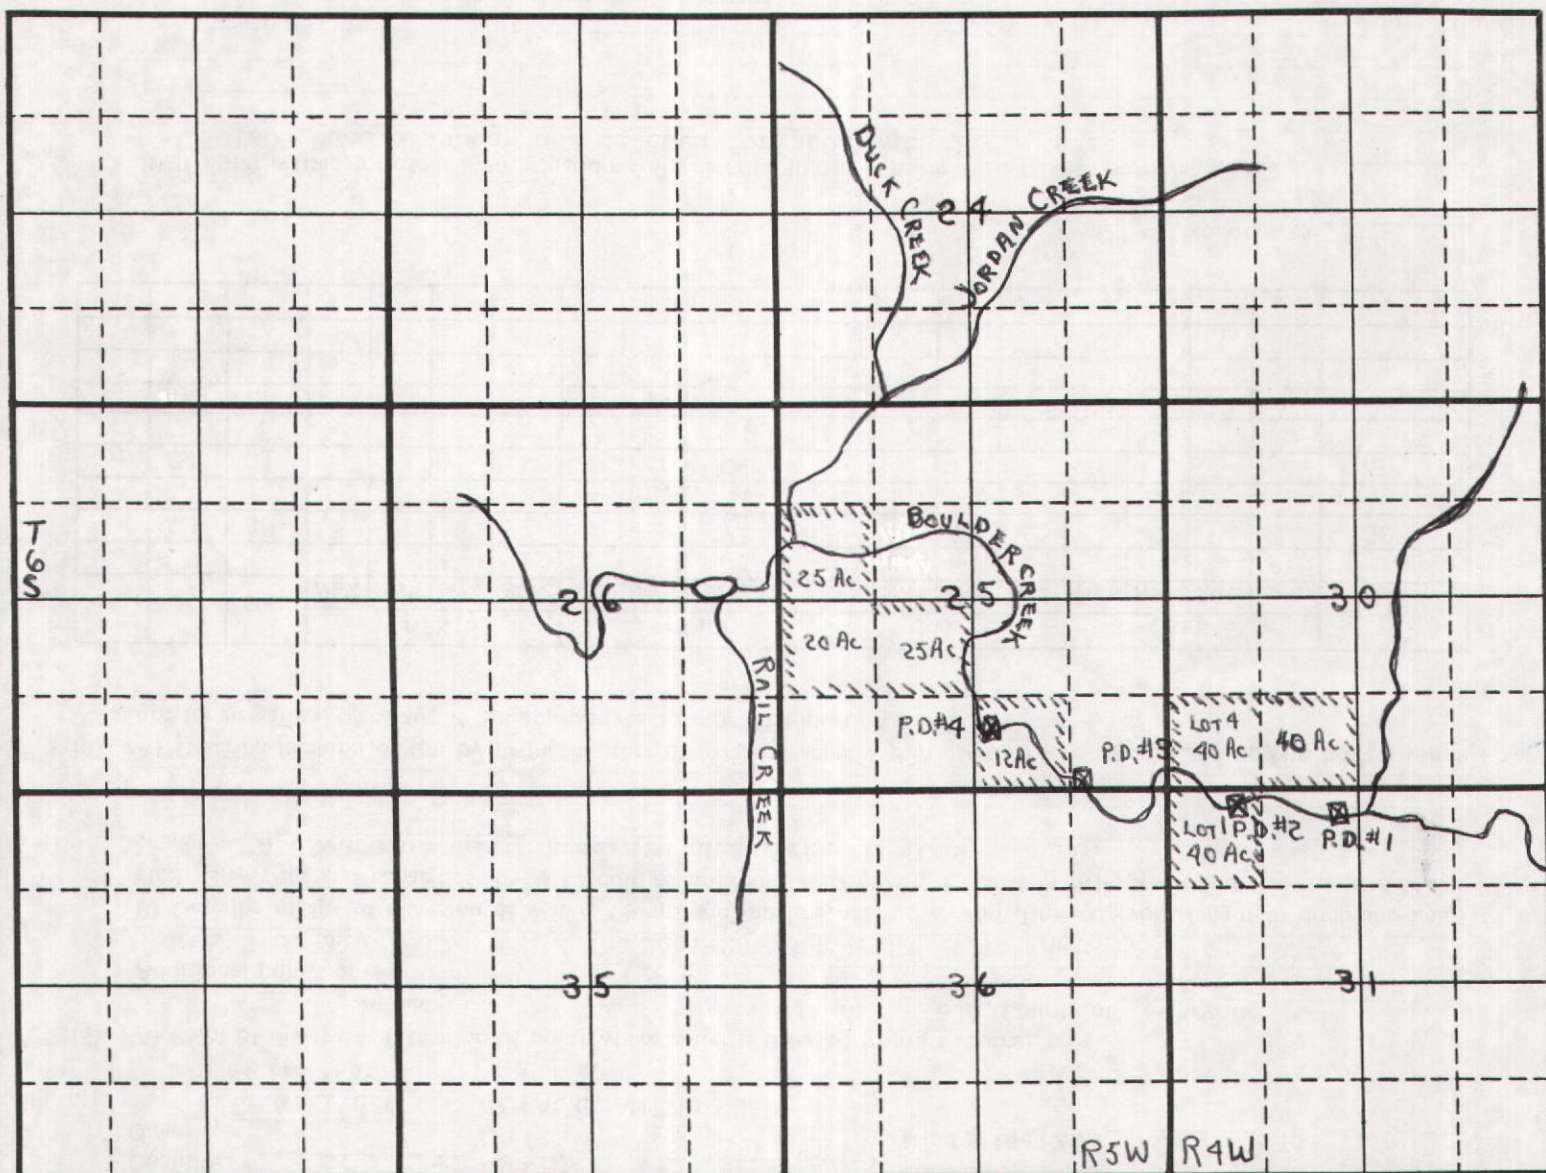 DUCK CREEK
24
JORDAN CREEK
T
6
S
BOULDER CREEK
25 Ac
26
25
30
20 Ac
25 Ac
RAIL CREEK
P.D.#4
12 Ac
P.D.#3
LOT 4
40 Ac
40 Ac.
LOT 1 P.D.#2
40 Ac.
P.D.#1
35
36
31
R5W R4W